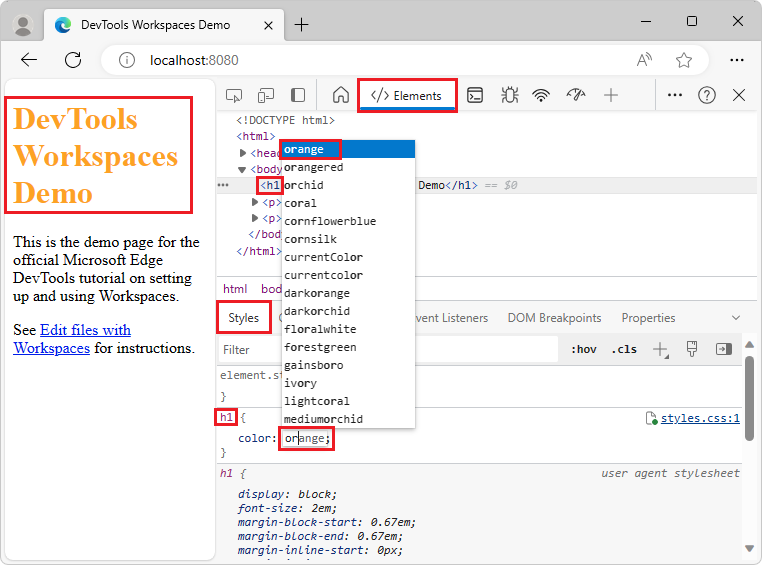 DevTools Workspaces Demo
localhost:8080
DevTools
Workspaces
Demo
This is the demo page for the
official Microsoft Edge
DevTools tutorial on setting
up and using Workspaces.
See Edit files with
Workspaces for instructions.
</> Elements
<!DOCTYPE html>
<html>
<hea
<body
<h1 Demo</h1> == $0
<p>
<p>
</body
</html>
orange
orangered
orchid
coral
cornflowerblue
cornsilk
currentColor
currentcolor
darkorange
darkorchid
floralwhite
forestgreen
gainsboro
ivory
lightcoral
mediumorchid
html bod
Styles vent Listeners DOM Breakpoints Properties
Filter :hov .cls
element.st
}
h1 { styles.css:1
color: orange;
}
h1 { user agent stylesheet
display: block;
font-size: 2em;
margin-block-start: 0.67em;
margin-block-end: 0.67em;
margin-inline-start: 0px;